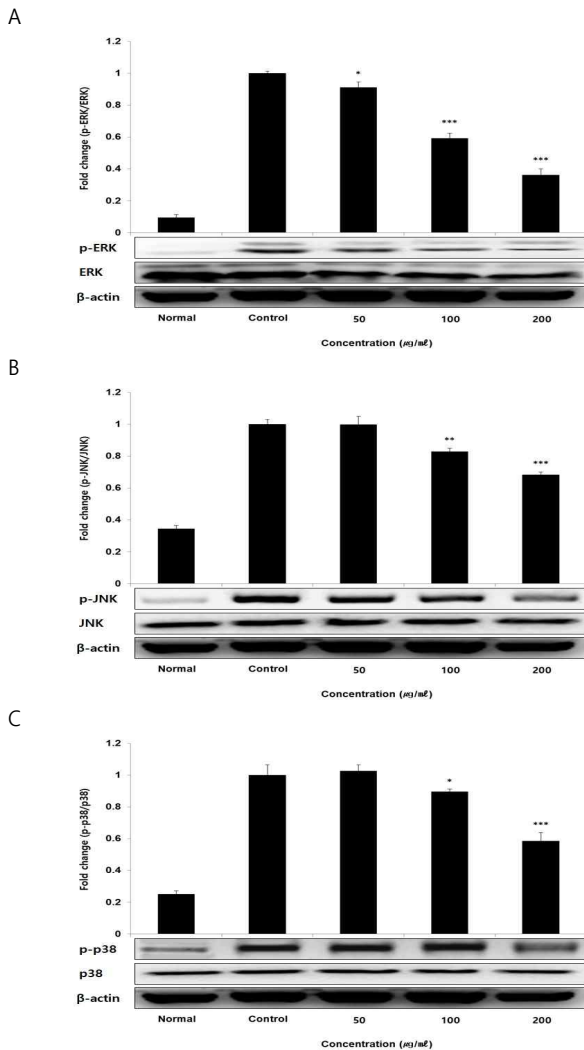 A
Fold change (p-ERK/ERK)
1.2
1
0.8
0.6
0.4
0.2
0
*
***
***
p-ERK
ERK
β-actin
Normal Control 50 100 200
Concentration (㎍/㎖)
B
Fold change (p-JNK/JNK)
1.2
1
0.8
0.6
0.4
0.2
0
**
***
p-JNK
JNK
β-actin
Normal Control 50 100 200
Concentration (㎍/㎖)
C
Fold change (p-p38/p38)
1.2
1
0.8
0.6
0.4
0.2
0
*
***
p-p38
p38
β-actin
Normal Control 50 100 200
Concentration (㎍/㎖)